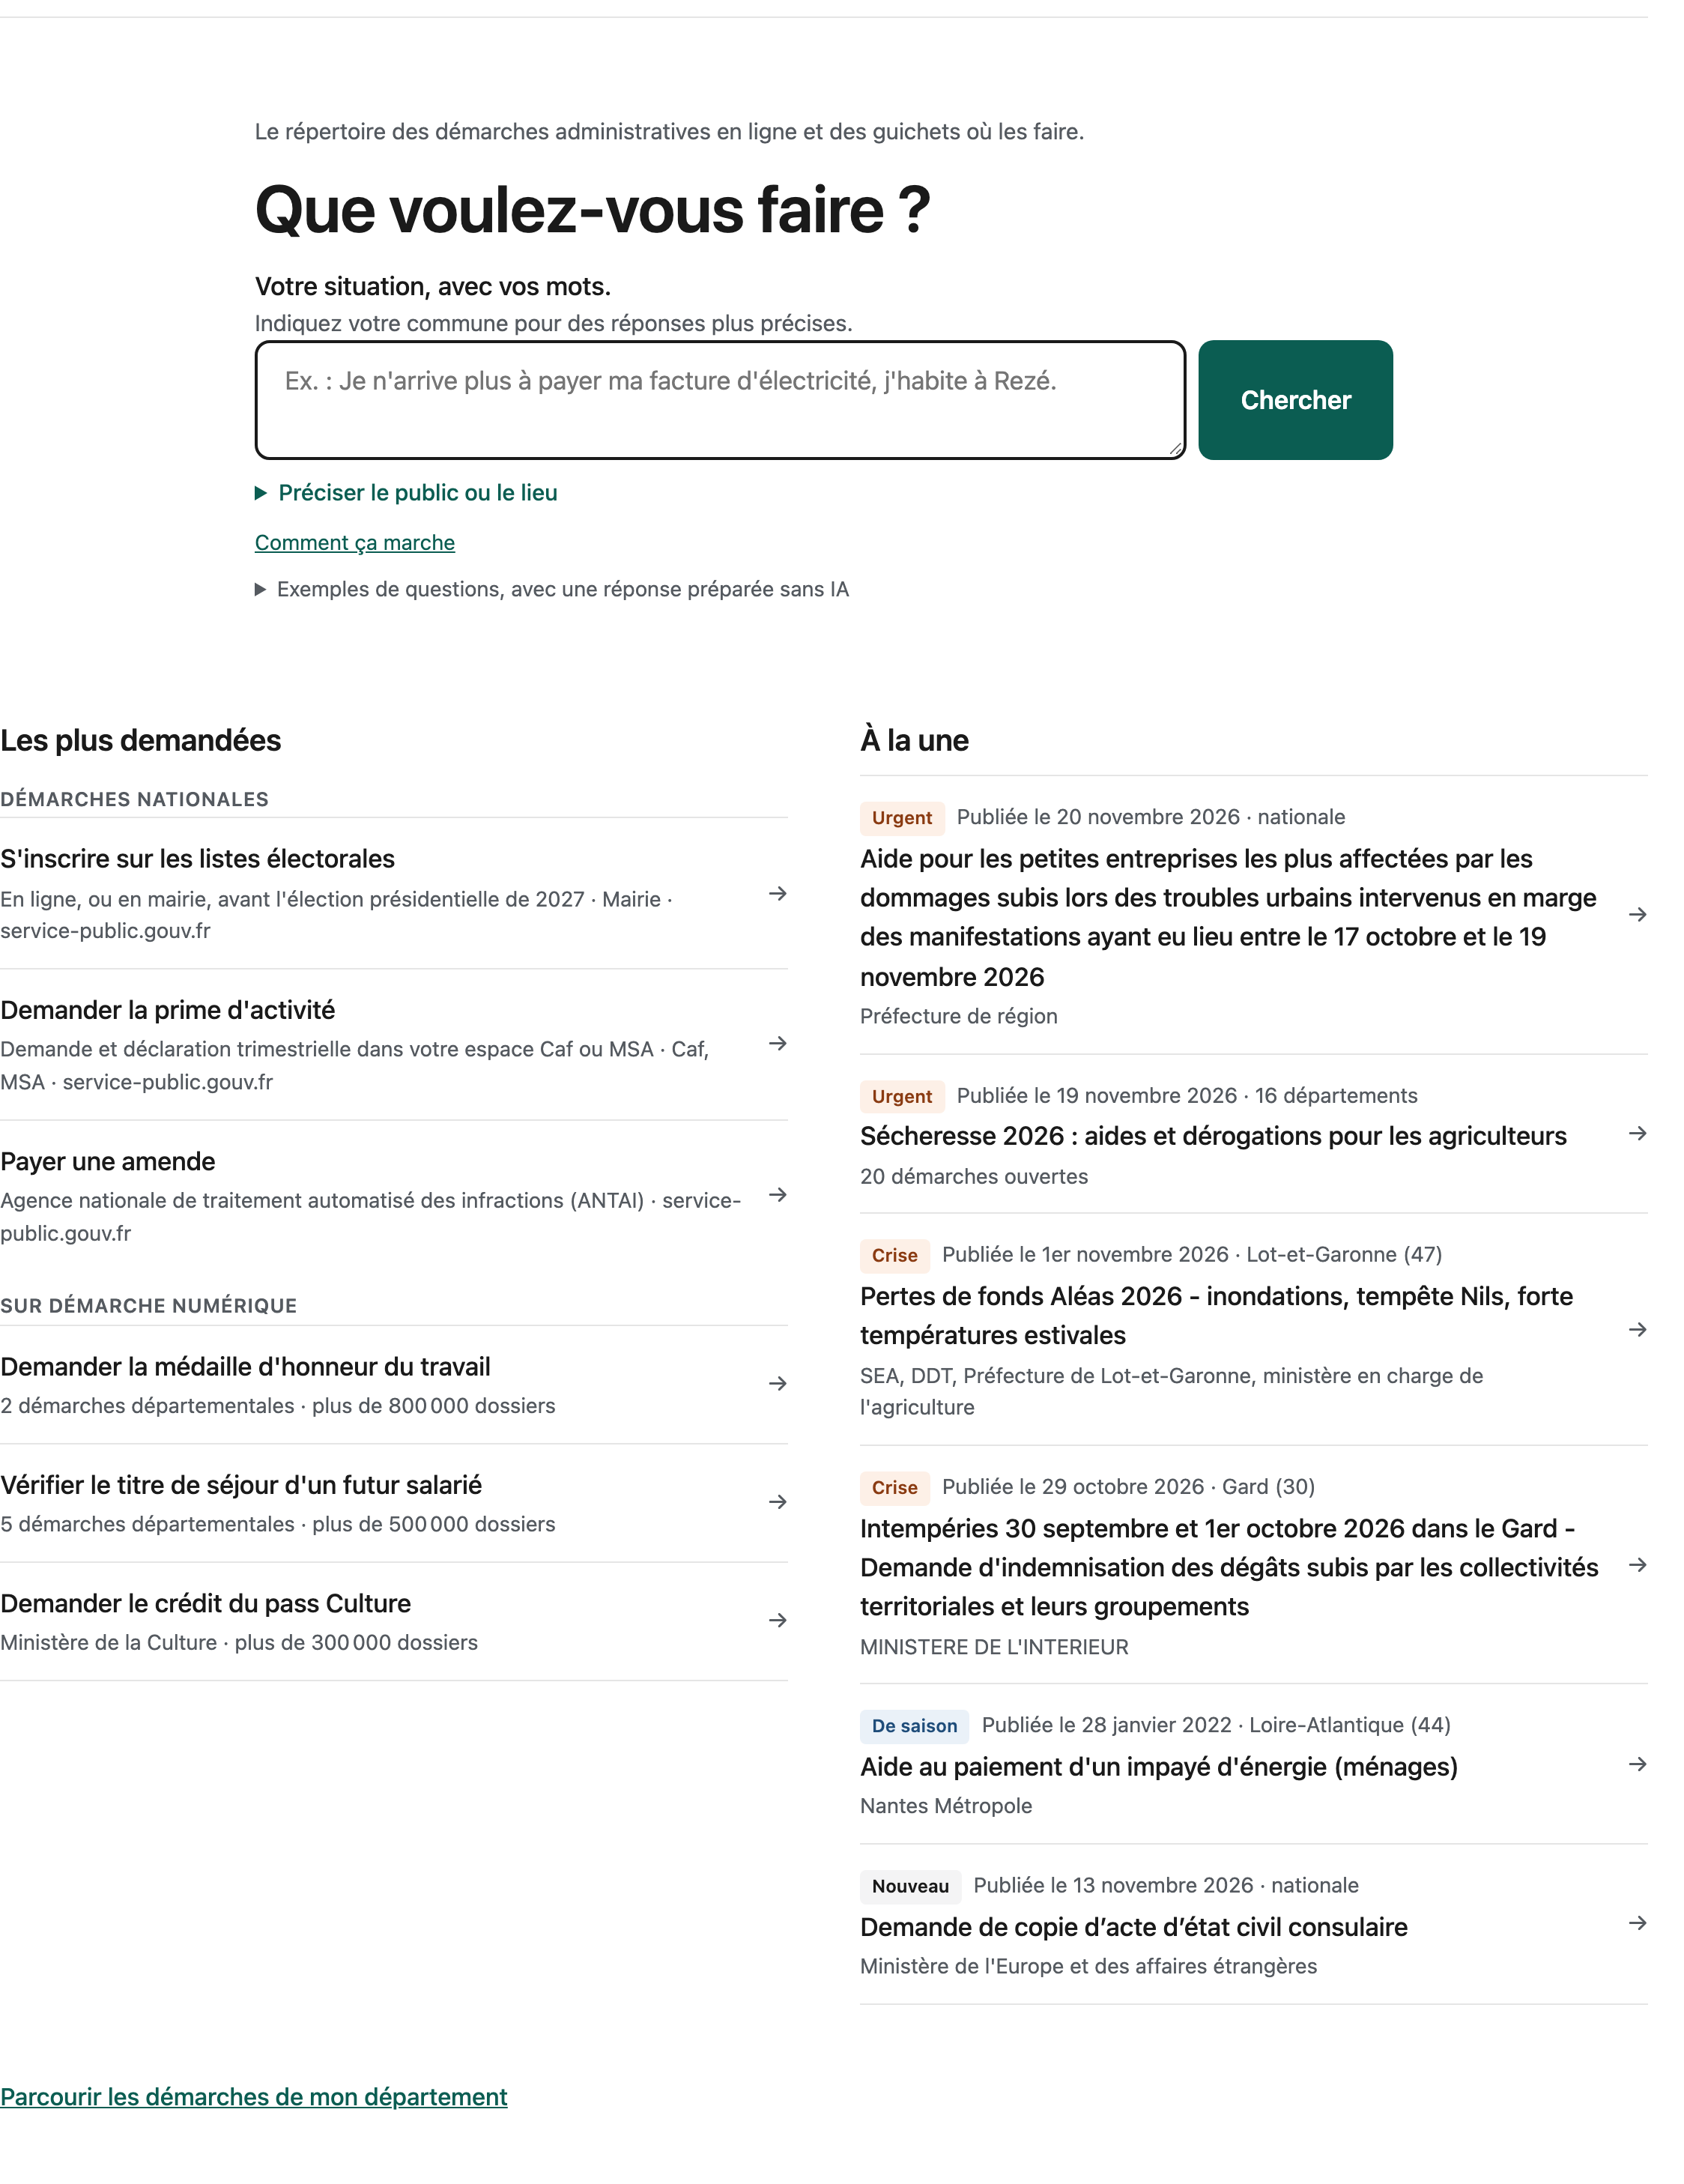 Le répertoire des démarches administratives en ligne et des guichets où les faire.
Que voulez-vous faire ?
Votre situation, avec vos mots.
Indiquez votre commune pour des réponses plus précises.
Ex. : Je n'arrive plus à payer ma facture d'électricité, j'habite à Rezé.
Chercher
Préciser le public ou le lieu
Comment ça marche
Exemples de questions, avec une réponse préparée sans IA
Les plus demandées
DÉMARCHES NATIONALES
S'inscrire sur les listes électorales
En ligne, ou en mairie, avant l'élection présidentielle de 2027 · Mairie ·
service-public.gouv.fr
Demander la prime d'activité
Demande et déclaration trimestrielle dans votre espace Caf ou MSA · Caf,
MSA · service-public.gouv.fr
Payer une amende
Agence nationale de traitement automatisé des infractions (ANTAI) · service-
public.gouv.fr
SUR DÉMARCHE NUMÉRIQUE
Demander la médaille d'honneur du travail
2 démarches départementales · plus de 800 000 dossiers
Vérifier le titre de séjour d'un futur salarié
5 démarches départementales · plus de 500 000 dossiers
Demander le crédit du pass Culture
Ministère de la Culture · plus de 300 000 dossiers
À la une
Urgent Publiée le 20 novembre 2026 · nationale
Aide pour les petites entreprises les plus affectées par les
dommages subis lors des troubles urbains intervenus en marge
des manifestations ayant eu lieu entre le 17 octobre et le 19
novembre 2026
Préfecture de région
Urgent Publiée le 19 novembre 2026 · 16 départements
Sécheresse 2026 : aides et dérogations pour les agriculteurs
20 démarches ouvertes
Crise Publiée le 1er novembre 2026 · Lot-et-Garonne (47)
Pertes de fonds Aléas 2026 - inondations, tempête Nils, forte
températures estivales
SEA, DDT, Préfecture de Lot-et-Garonne, ministère en charge de
l'agriculture
Crise Publiée le 29 octobre 2026 · Gard (30)
Intempéries 30 septembre et 1er octobre 2026 dans le Gard -
Demande d'indemnisation des dégâts subis par les collectivités
territoriales et leurs groupements
MINISTERE DE L'INTERIEUR
De saison Publiée le 28 janvier 2022 · Loire-Atlantique (44)
Aide au paiement d'un impayé d'énergie (ménages)
Nantes Métropole
Nouveau Publiée le 13 novembre 2026 · nationale
Demande de copie d’acte d’état civil consulaire
Ministère de l'Europe et des affaires étrangères
Parcourir les démarches de mon département